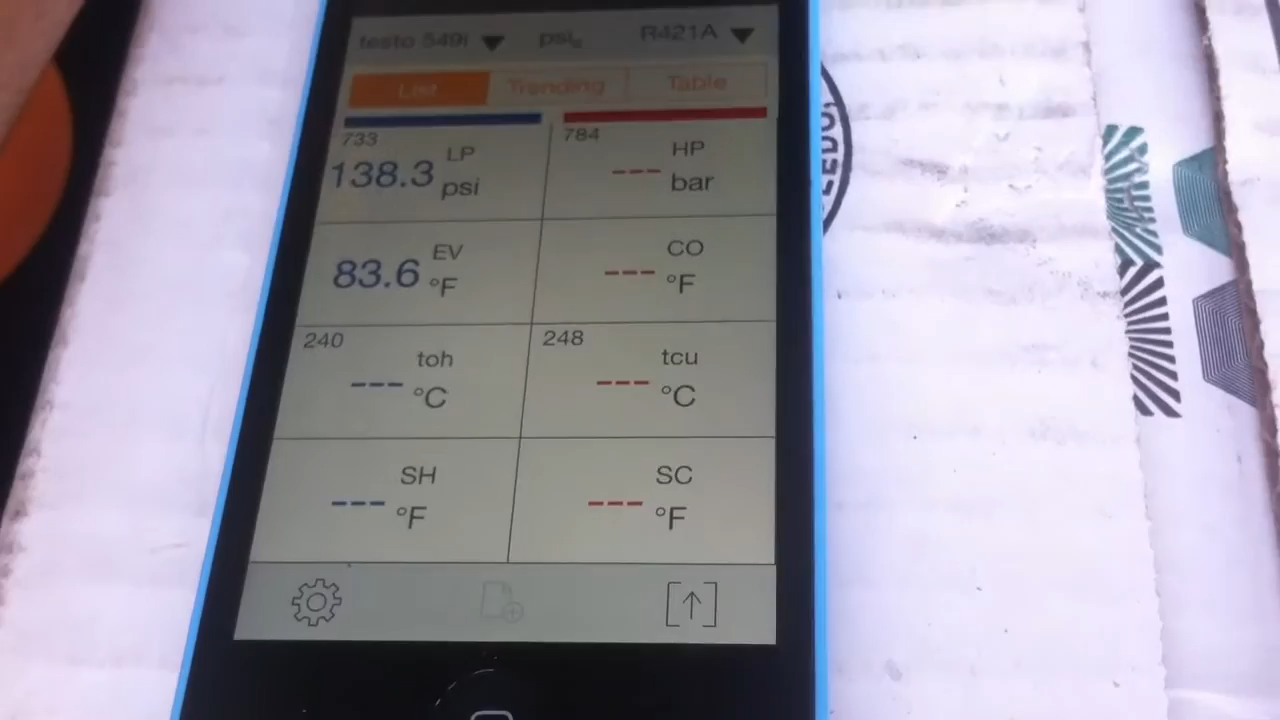 testo 549i psi R421A
List Trending Table
733 LP 138.3 psi
784 HP --- bar
EV 83.6 °F
CO --- °F
240 toh --- °C
248 tcu --- °C
SH --- °F
SC --- °F